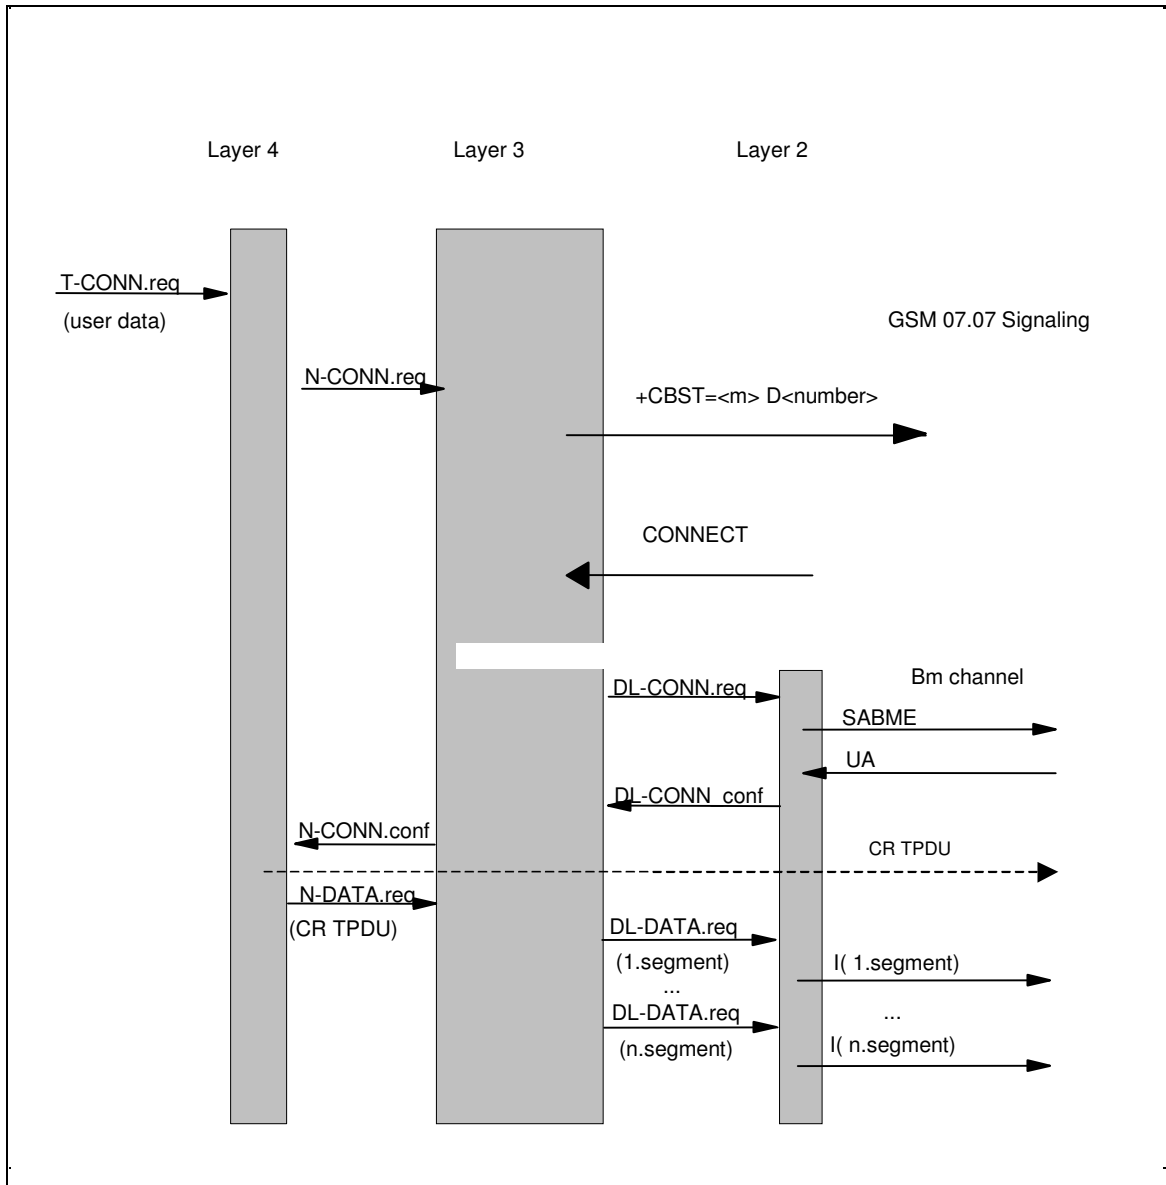 Layer 4 Layer 3 Layer 2
T-CONN.req
(user data)
GSM 07.07 Signaling
N-CONN.req
+CBST=<m> D<number>
CONNECT
Bm channel
DL-CONN.req
SABME
UA
DL-CONN conf
N-CONN.conf
CR TPDU
N-DATA.req
(CR TPDU)
DL-DATA.req
(1.segment)
I( 1.segment)
...
DL-DATA.req
...
(n.segment)
I( n.segment)